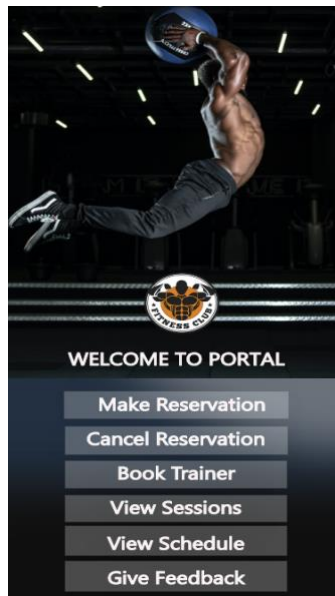 FITNESS CLUB
WELCOME TO PORTAL
Make Reservation
Cancel Reservation
Book Trainer
View Sessions
View Schedule
Give Feedback